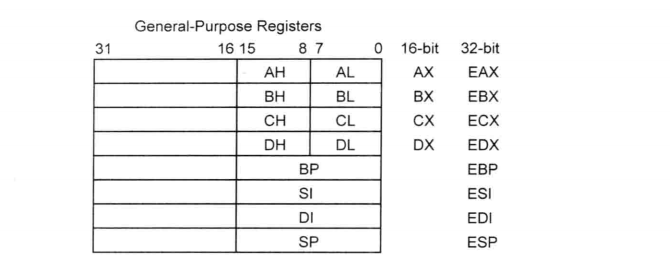 General-Purpose Registers
31 16 15 8 7 0 16-bit 32-bit
AH AL AX EAX
BH BL BX EBX
CH CL CX ECX
DH DL DX EDX
BP EBP
SI ESI
DI EDI
SP ESP